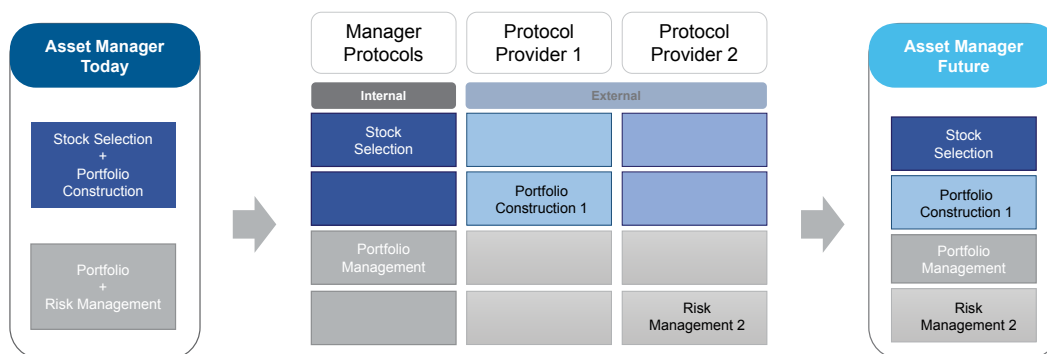 Asset Manager
Today
Stock Selection
+
Portfolio
Construction
Portfolio
+
Risk Management
Manager
Protocols
Protocol
Provider 1
Protocol
Provider 2
Internal
External
Stock
Selection
Portfolio
Construction 1
Portfolio
Management
Risk
Management 2
Asset Manager
Future
Stock
Selection
Portfolio
Construction 1
Portfolio
Management
Risk
Management 2